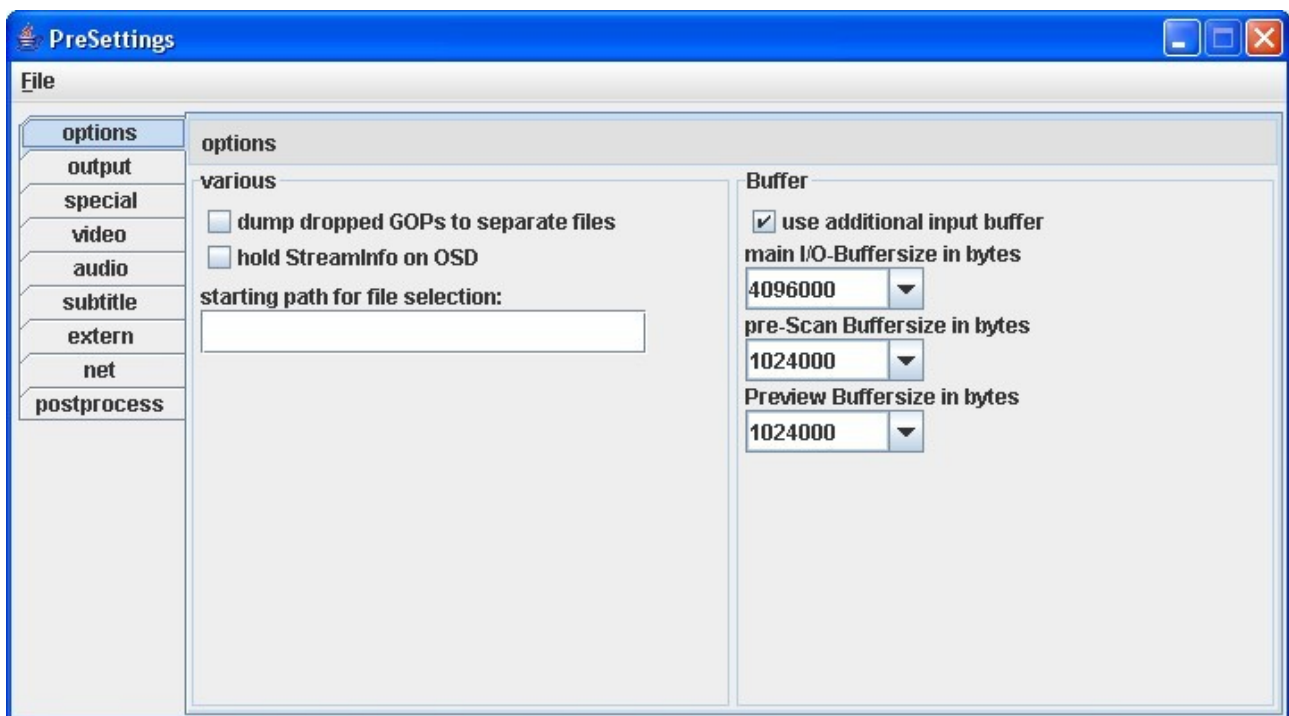 PreSettings
File
options
output
special
video
audio
subtitle
extern
net
postprocess
options
various
dump dropped GOPs to separate files
hold StreamInfo on OSD
starting path for file selection:
Buffer
use additional input buffer
main I/O-Buffersize in bytes
4096000
pre-Scan Buffersize in bytes
1024000
Preview Buffersize in bytes
1024000